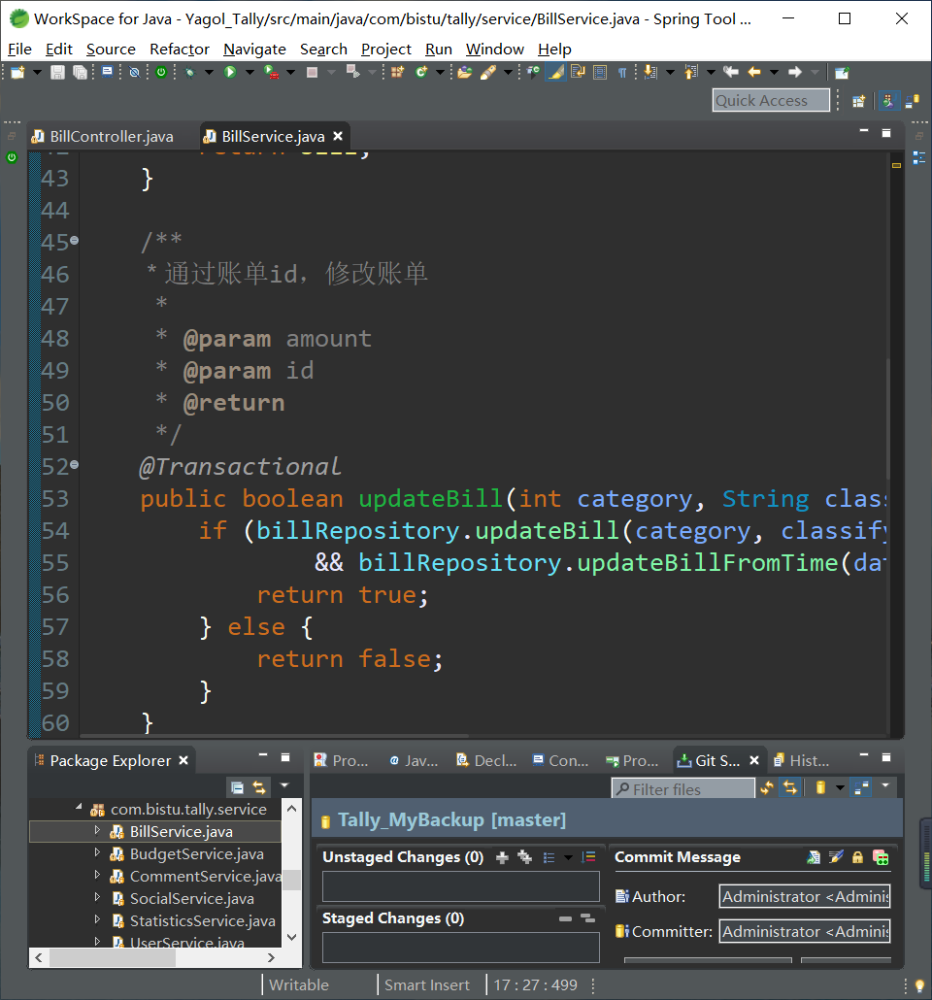 WorkSpace for Java - Yagol_Tally/src/main/java/com/bistu/tally/service/BillService.java - Spring Tool ...
File Edit Source Refactor Navigate Search Project Run Window Help
Quick Access
BillController.java BillService.java
42 return bill;
43 }
44
45 /**
46 * 通过账单id，修改账单
47 *
48 * @param amount
49 * @param id
50 * @return
51 */
52 @Transactional
53 public boolean updateBill(int category, String class
54 if (billRepository.updateBill(category, classify
55 && billRepository.updateBillFromTime(dat
56 return true;
57 } else {
58 return false;
59 }
60 }
Package Explorer
com.bistu.tally.service
BillService.java
BudgetService.java
CommentService.java
SocialService.java
StatisticsService.java
UserService.java
Pro... Jav... Decl... Con... Pro... Git S... Hist...
Filter files
Tally_MyBackup [master]
Unstaged Changes (0)
Staged Changes (0)
Commit Message
Author: Administrator <Adminis
Committer: Administrator <Adminis
Writable Smart Insert 17 : 27 : 499